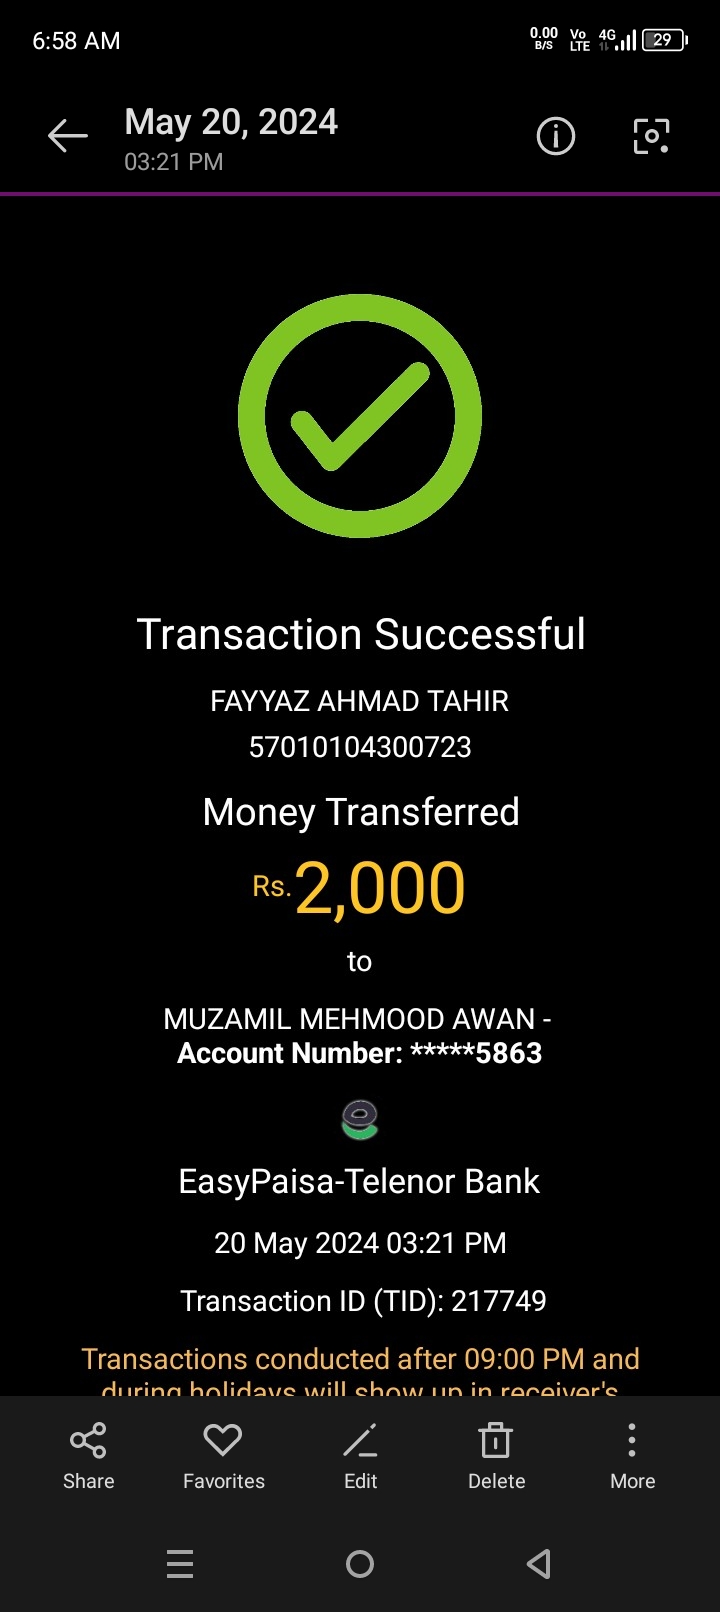 6:58 AM
0.00 B/S Vo LTE 4G 29
May 20, 2024
03:21 PM
Transaction Successful
FAYYAZ AHMAD TAHIR
57010104300723
Money Transferred
Rs.2,000
to
MUZAMIL MEHMOOD AWAN -
Account Number: *****5863
EasyPaisa-Telenor Bank
20 May 2024 03:21 PM
Transaction ID (TID): 217749
Transactions conducted after 09:00 PM and
during holidays will show up in receiver's
Share Favorites Edit Delete More